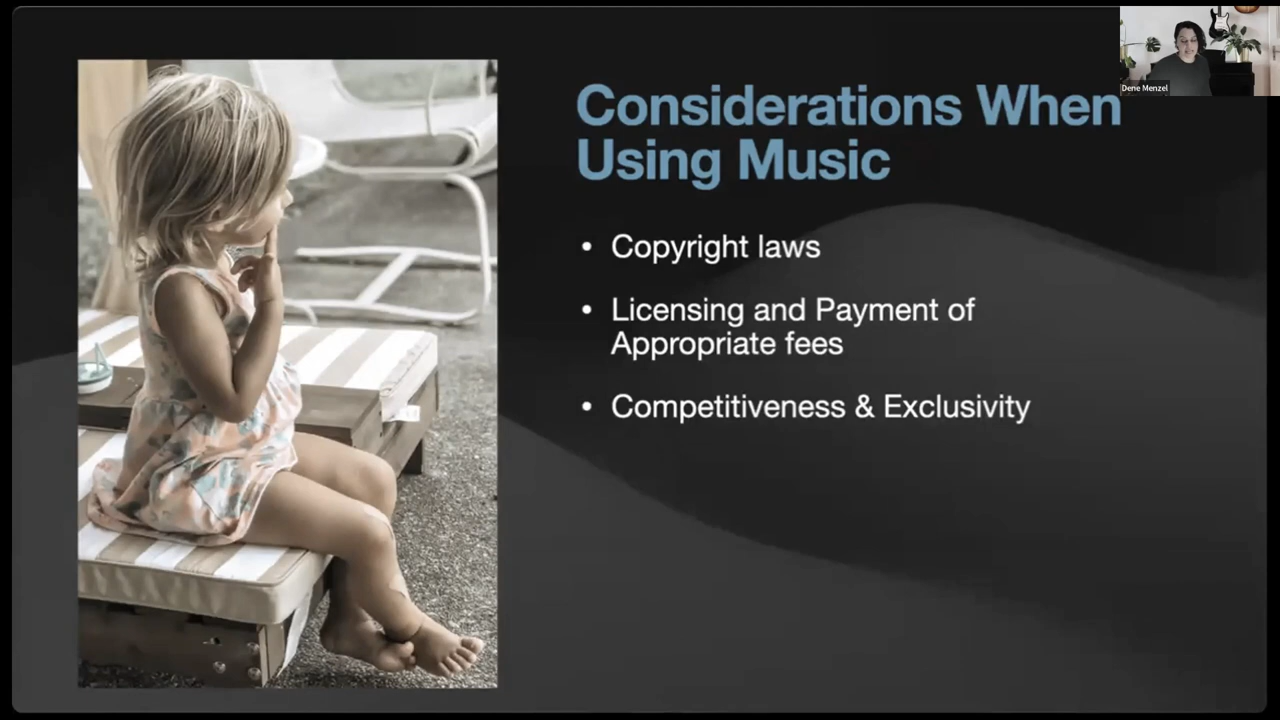 Considerations When
Using Music
• Copyright laws
• Licensing and Payment of
Appropriate fees
• Competitiveness & Exclusivity
Dene Menzel